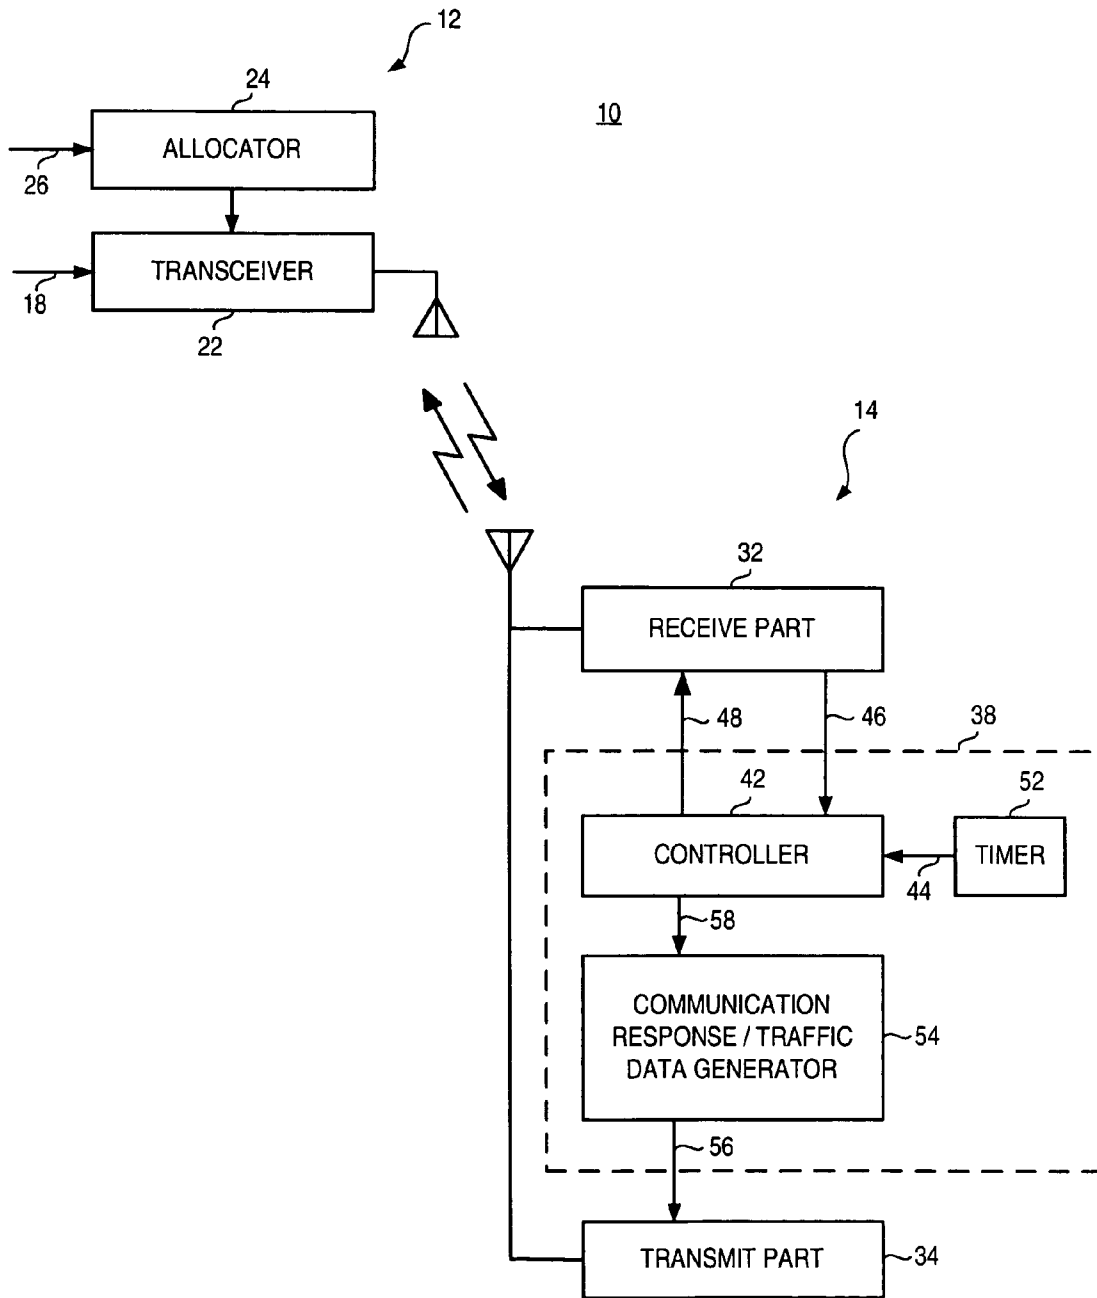 12
24
10
ALLOCATOR
26
TRANSCEIVER
18
22
14
32
RECEIVE PART
48
46
38
42
52
CONTROLLER
TIMER
44
58
COMMUNICATION
RESPONSE / TRAFFIC
DATA GENERATOR
54
56
TRANSMIT PART
34